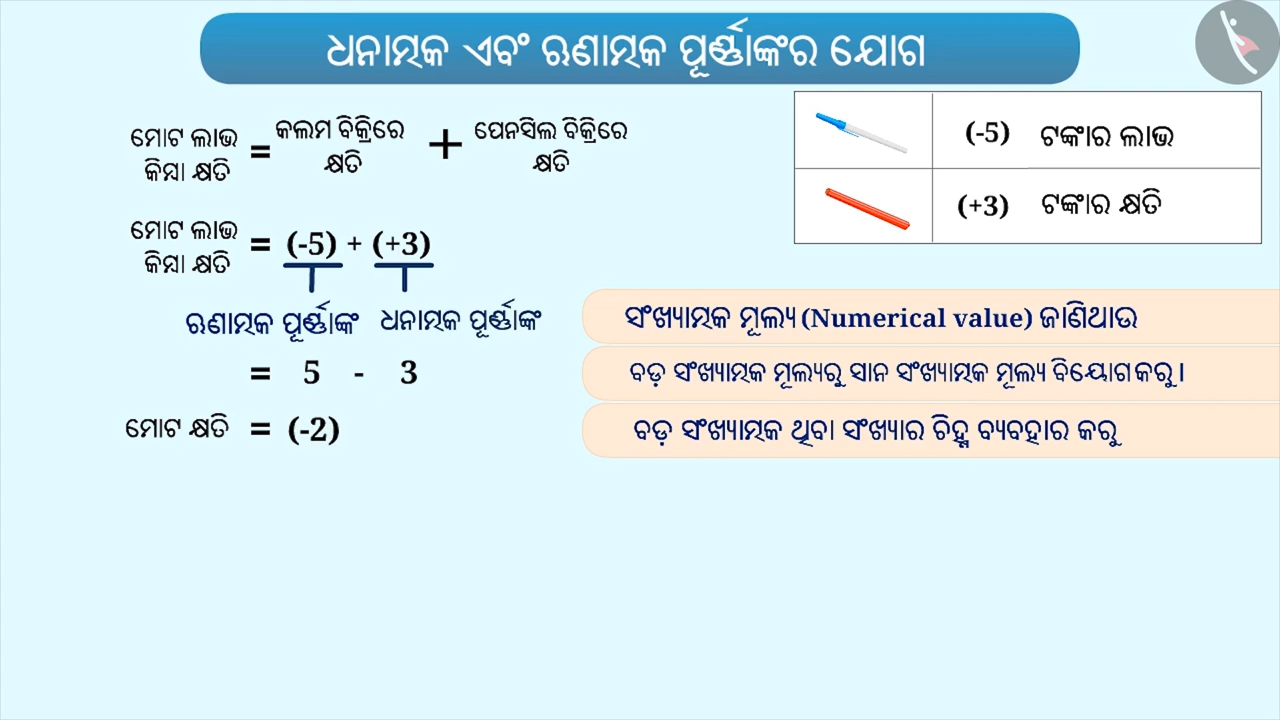 ଧନାତ୍ମକ ଏବଂ ଋଣାତ୍ମକ ପୂର୍ଣ୍ଣାଙ୍କର ଯୋଗ
ମୋଟ ଲାଭ କିମ୍ବା କ୍ଷତି = କଲମ ବିକ୍ରିରେ କ୍ଷତି + ପେନସିଲ ବିକ୍ରିରେ କ୍ଷତି
(-5) ଟଙ୍କାର ଲାଭ
(+3) ଟଙ୍କାର କ୍ଷତି
ମୋଟ ଲାଭ କିମ୍ବା କ୍ଷତି = (-5) + (+3)
ଋଣାତ୍ମକ ପୂର୍ଣ୍ଣାଙ୍କ ଧନାତ୍ମକ ପୂର୍ଣ୍ଣାଙ୍କ
ସଂଖ୍ୟାତ୍ମକ ମୂଲ୍ୟ (Numerical value) ଜାଣିଥାଉ
= 5 - 3
ବଡ଼ ସଂଖ୍ୟାତ୍ମକ ମୂଲ୍ୟରୁ ସାନ ସଂଖ୍ୟାତ୍ମକ ମୂଲ୍ୟ ବିୟୋଗ କରୁ ।
ମୋଟ କ୍ଷତି = (-2)
ବଡ଼ ସଂଖ୍ୟାତ୍ମକ ଥିବା ସଂଖ୍ୟାର ଚିହ୍ନ ବ୍ୟବହାର କରୁ